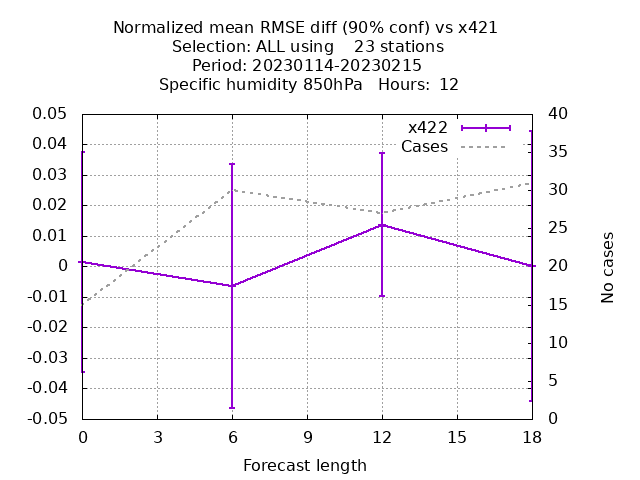 Normalized mean RMSE diff (90% conf) vs x421
Selection: ALL using    23 stations
Period: 20230114-20230215
Specific humidity 850hPa   Hours:  12
0.05
0.04
0.03
0.02
0.01
0
-0.01
-0.02
-0.03
-0.04
-0.05
x422
Cases
40
35
30
25
20
15
10
5
0
No cases
0 3 6 9 12 15 18
Forecast length